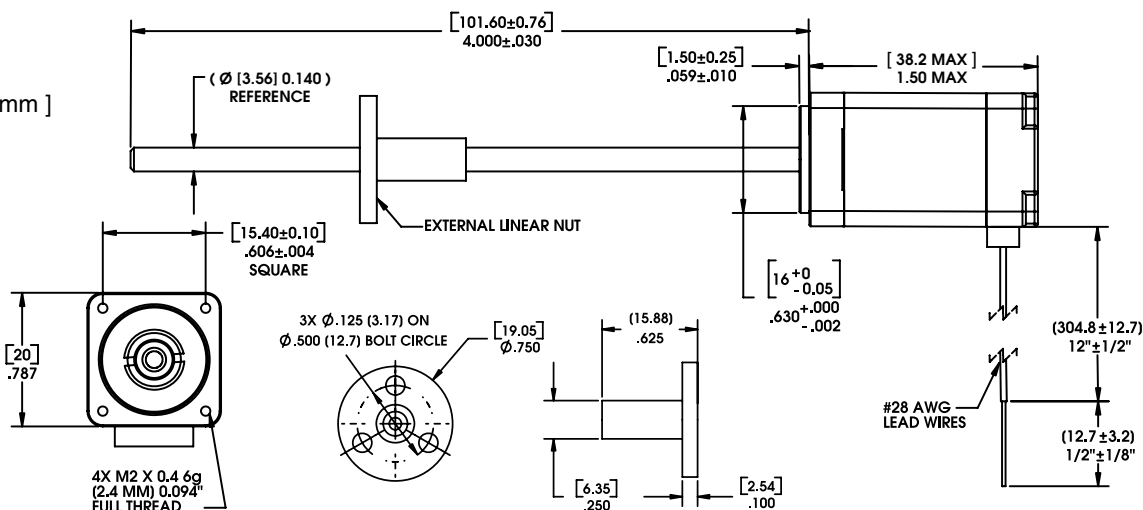 [101.60±0.76]
4.000±.030
[1.50±0.25]
.059±.010
[ 38.2 MAX ]
1.50 MAX
( Ø [3.56] 0.140 )
REFERENCE
mm ]
EXTERNAL LINEAR NUT
[15.40±0.10]
.606±.004
SQUARE
[16 +0 -0.05]
.630 +.000 -.002
(304.8±12.7)
12"±1/2"
3X Ø.125 (3.17) ON
Ø.500 (12.7) BOLT CIRCLE
[19.05]
Ø.750
(15.88)
.625
[20]
.787
#28 AWG
LEAD WIRES
(12.7±3.2)
1/2"±1/8"
4X M2 X 0.4 6g
(2.4 MM) 0.094"
FULL THREAD
[6.35]
.250
[2.54]
.100